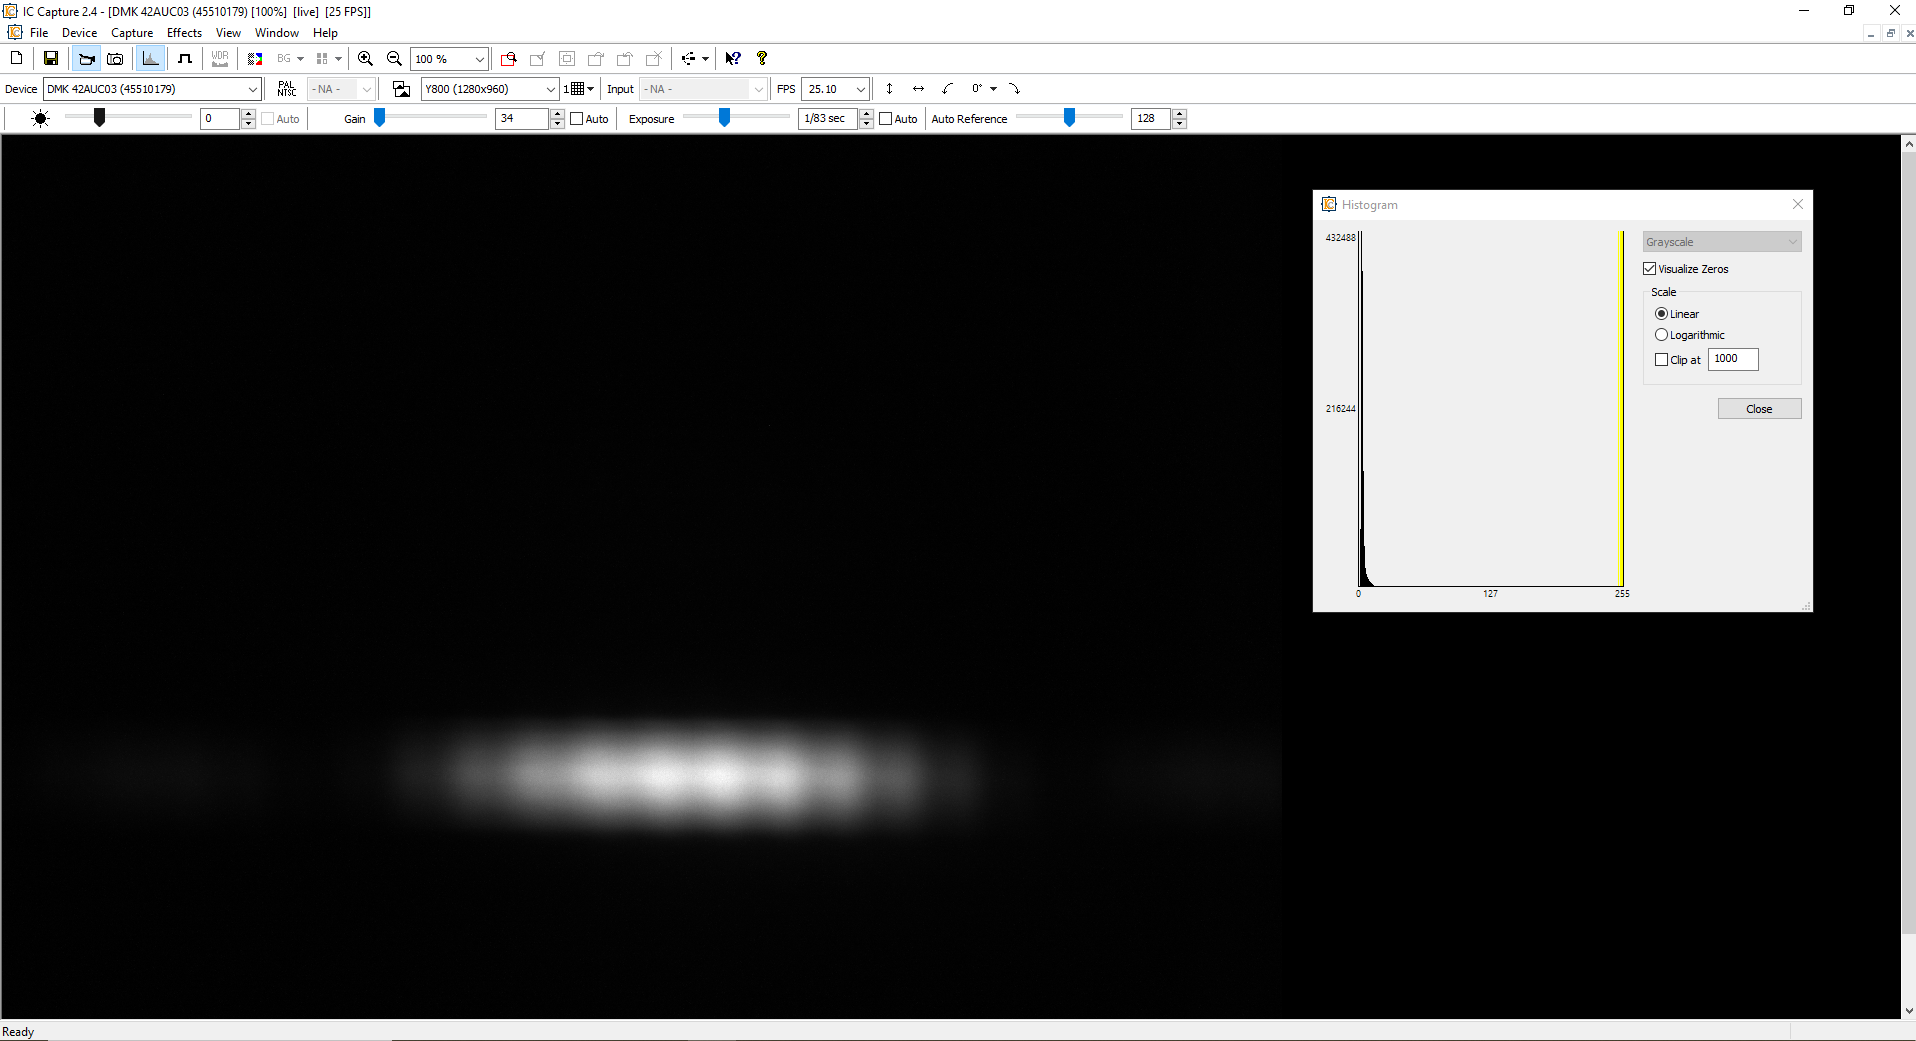 IC Capture 2.4 - [DMK 42AUC03 (45510179) [100%]  [live]  [25 FPS]]
File Device Capture Effects View Window Help
WDR BG 100 %
Device DMK 42AUC03 (45510179) PAL NTSC - NA - Y800 (1280x960) 1 Input - NA - FPS 25.10 0°
0 Auto Gain 34 Auto Exposure 1/83 sec Auto Auto Reference 128
Histogram
432488
216244
0 127 255
Grayscale
Visualize Zeros
Scale
Linear
Logarithmic
Clip at 1000
Close
Ready